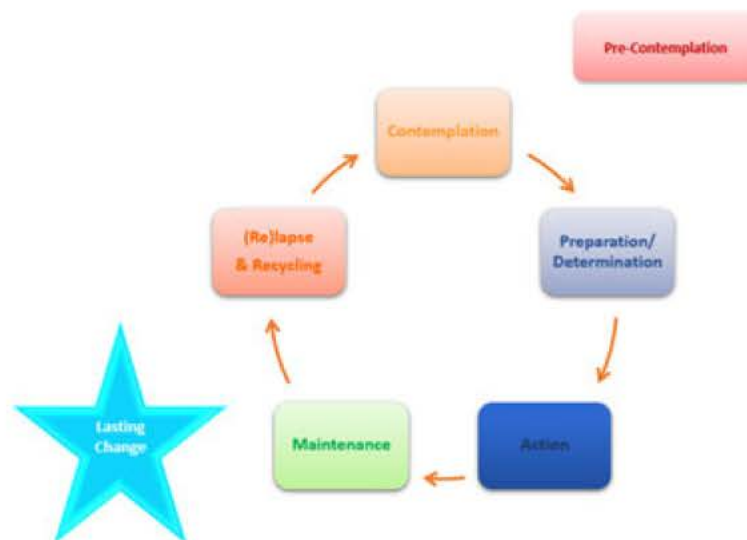 Pre-Contemplation
Contemplation
(Re)lapse
& Recycling
Preparation/
Determination
Lasting
Change
Maintenance
Action